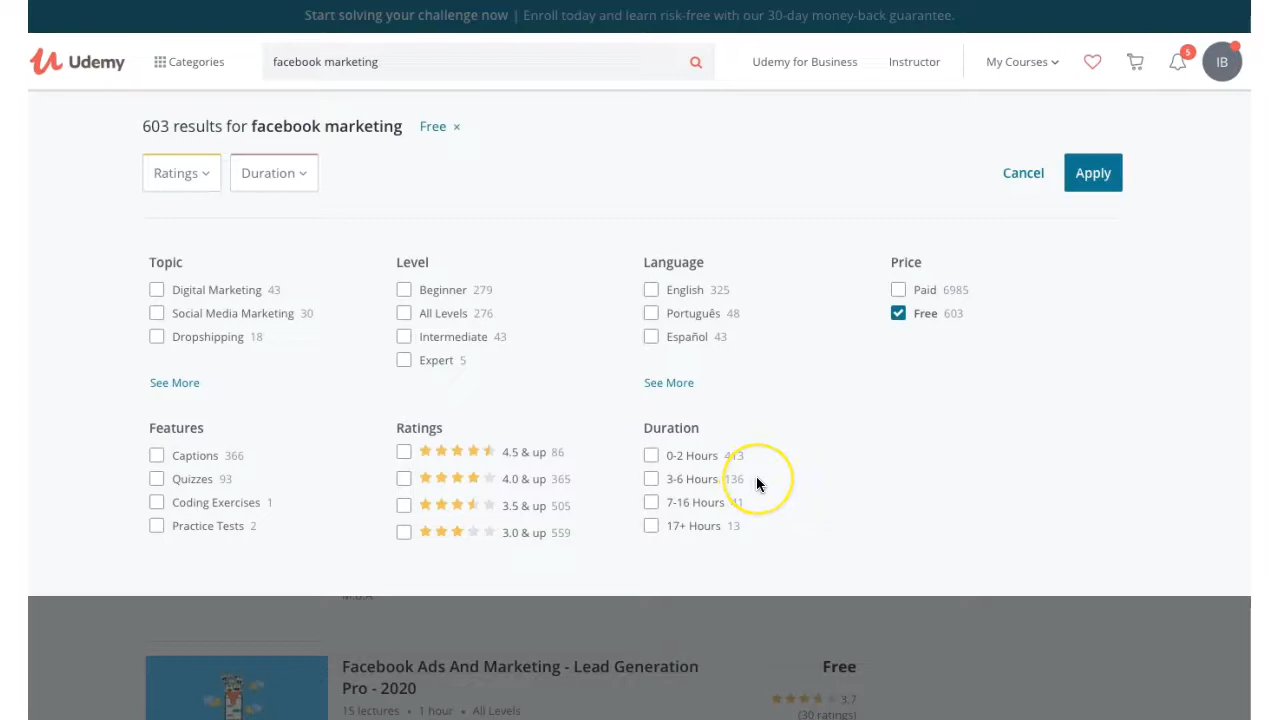 Start solving your challenge now | Enroll today and learn risk-free with our 30-day money-back guarantee.
Udemy Categories facebook marketing Udemy for Business Instructor My Courses 5 IB
603 results for facebook marketing Free ×
Ratings Duration Cancel Apply
Topic Level Language Price
Digital Marketing 43 Beginner 279 English 325 Paid 6985
Social Media Marketing 30 All Levels 276 Português 48 Free 603
Dropshipping 18 Intermediate 43 Español 43
Expert 5
See More See More
Features Ratings Duration
Captions 366 4.5 & up 86 0-2 Hours 413
Quizzes 93 4.0 & up 365 3-6 Hours 136
Coding Exercises 1 3.5 & up 505 7-16 Hours
Practice Tests 2 3.0 & up 559 17+ Hours 13
Facebook Ads And Marketing - Lead Generation Free
Pro - 2020
3.7
15 lectures • 1 hour • All Levels
(30 ratings)